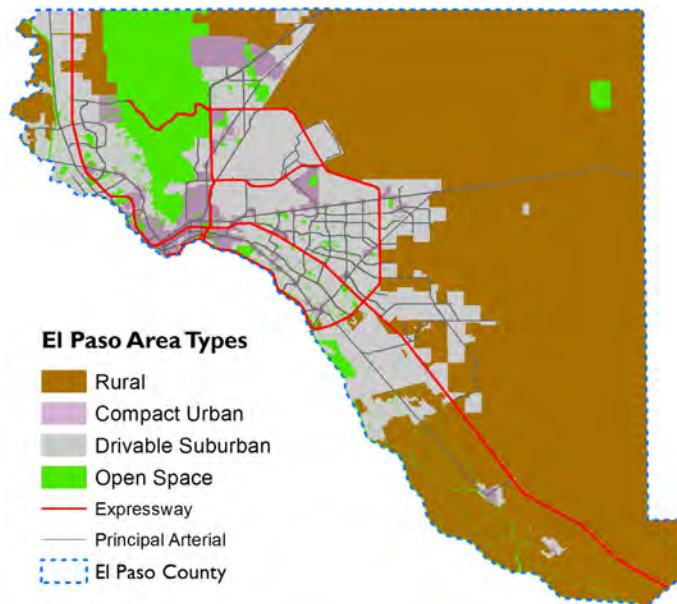 El Paso Area Types
Rural
Compact Urban
Drivable Suburban
Open Space
Expressway
Principal Arterial
El Paso County